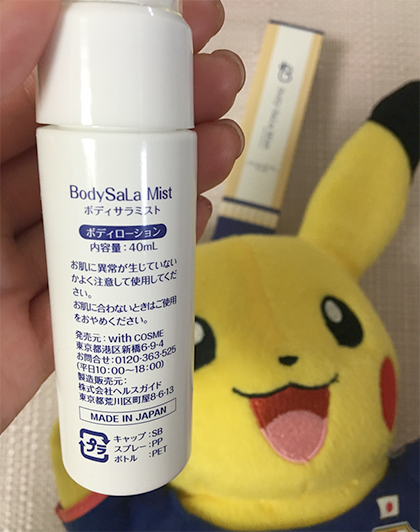 BodySaLa Mist
ボディサラミスト
ボディローション
内容量:40mL
お肌に異常が生じていない
かよく注意して使用してくださ
い。
お肌に合わないときはご使用
をおやめください。
発売元:with COSME
東京都港区新橋6-9-4
お問合せ:0120-363-525
(平日10:00～18:00)
製造販売元:
株式会社ヘルスガイド
東京都荒川区町屋8-6-13
MADE IN JAPAN
プラ
キャップ:SB
スプレー:PP
ボトル:PET
Body SaLa Mist